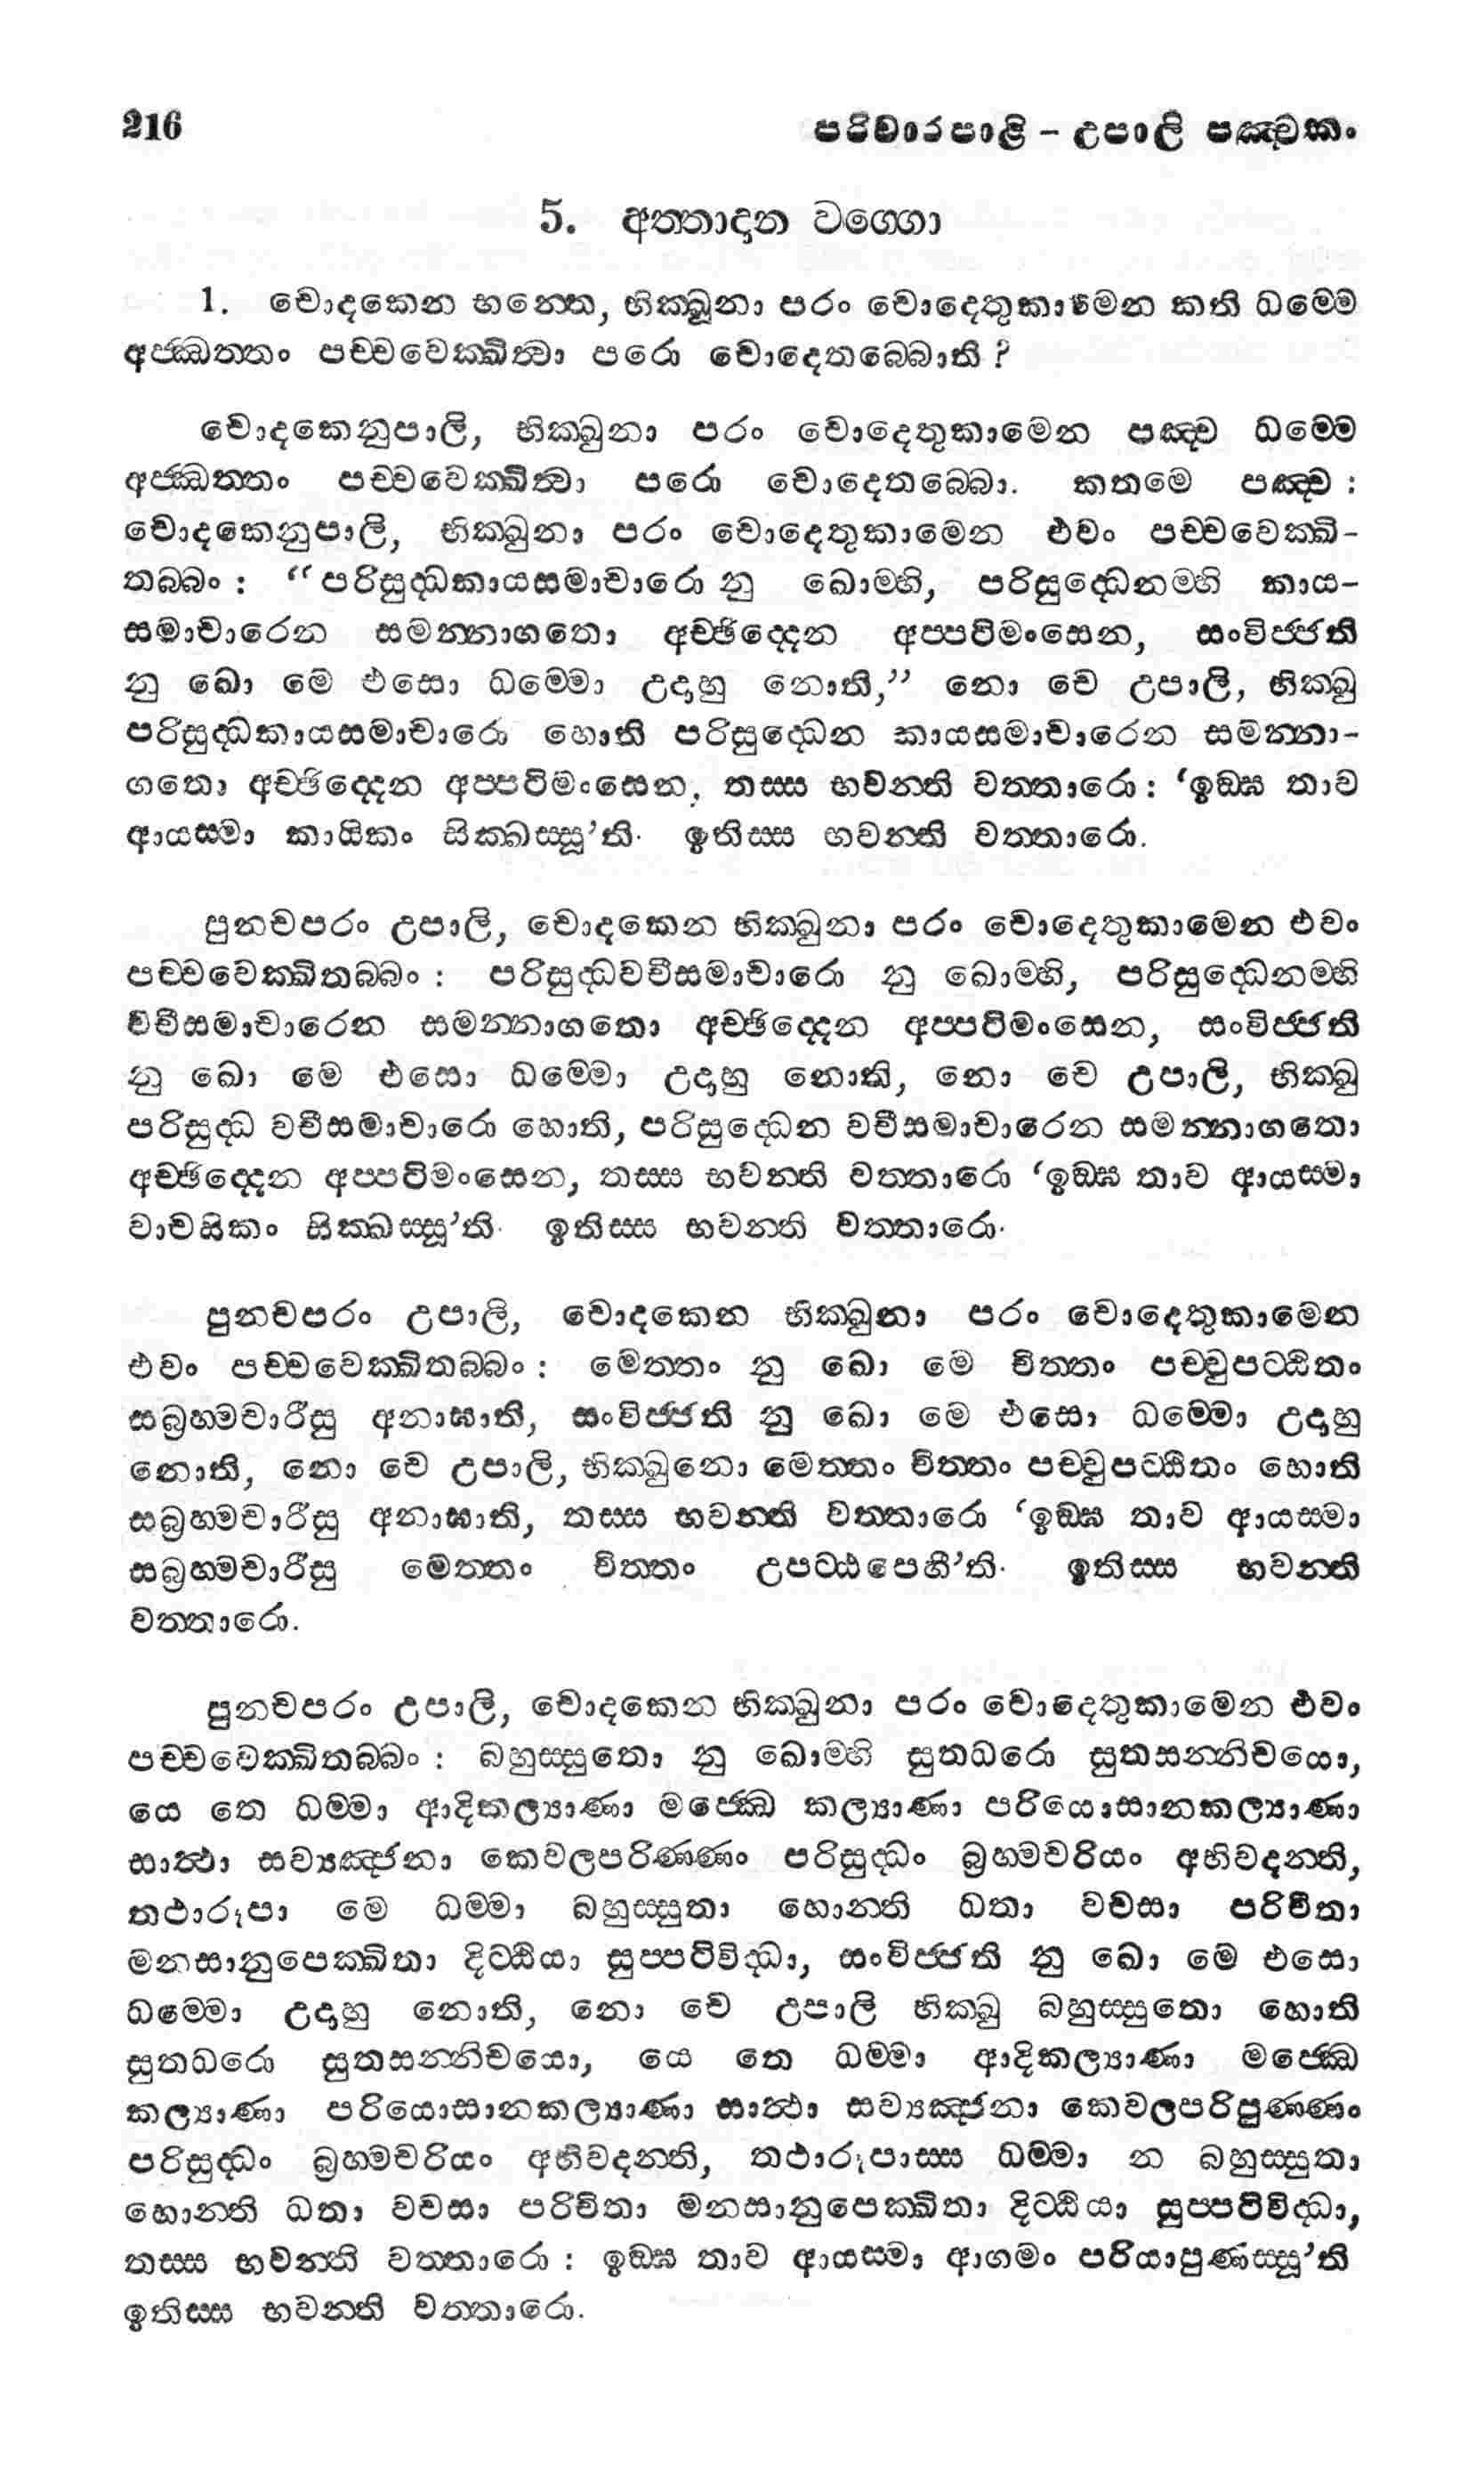 216 පරිවාරපාළි – උපාලි පඤ්චකං
5. අත්තාදාන වග්ගො
1. චොදකෙන භන්තෙ, භික්ඛූනා පරං චොදෙතුකාමෙන කති ධම්මෙ
අජ්ඣත්තං පච්චවෙක්ඛිත්වා පරො චොදෙතබ්බොති ?
චොදකෙනුපාලි, භික්ඛුනා පරං චොදෙතුකාමෙන පඤ්ච ධම්මෙ
අජ්ඣත්තං පච්චවෙක්ඛිත්වා පරො චොදෙතබ්බො. කතමෙ පඤ්ච :
චොදකෙනුපාලි, භික්ඛුනා පරං චොදෙතුකාමෙන එවං පච්චවෙක්ඛි-
තබ්බං : “පරිසුද්ධකායසමාචාරො නු ඛොම්හි, පරිසුද්ධෙනම්හි කාය-
සමාචාරෙන සමන්නාගතො අච්ඡිද්දෙන අප්පටිමංසෙන, සංවිජ්ජති
නු ඛො මෙ එසො ධම්මො උදාහු නොති,” නො චෙ උපාලි, භික්ඛු
පරිසුද්ධකායසමාචාරො හොති පරිසුද්ධෙන කායසමාචාරෙන සමන්නා-
ගතො අච්ඡිද්දෙන අප්පටිමංසෙන, තස්ස භවන්ති වත්තාරො : ‘ඉඞ්ඝ තාව
ආයස්මා කායිකං සික්ඛස්සූ’ති. ඉතිස්ස භවන්ති වත්තාරො.
පුනචපරං උපාලි, චොදකෙන භික්ඛුනා පරං චොදෙතුකාමෙන එවං
පච්චවෙක්ඛිතබ්බං : පරිසුද්ධවචීසමාචාරො නු ඛොම්හි, පරිසුද්ධෙනම්හි
වචීසමාචාරෙන සමන්නාගතො අච්ඡිද්දෙන අප්පටිමංසෙන, සංවිජ්ජති
නු ඛො මෙ එසො ධම්මො උදාහු නොති, නො චෙ උපාලි, භික්ඛු
පරිසුද්ධ වචීසමාචාරො හොති, පරිසුද්ධෙන වචීසමාචාරෙන සමන්නාගතො
අච්ඡිද්දෙන අප්පටිමංසෙන, තස්ස භවන්ති වත්තාරො ‘ඉඞ්ඝ තාව ආයස්මා
වාචසිකං සික්ඛස්සූ’ති. ඉතිස්ස භවන්ති වත්තාරො.
පුනචපරං උපාලි, චොදකෙන භික්ඛුනා පරං චොදෙතුකාමෙන
එවං පච්චවෙක්ඛිතබ්බං : මෙත්තං නු ඛො මෙ චිත්තං පච්චුපට්ඨිතං
සබ්‍රහ්මචාරීසු අනාඝාති, සංවිජ්ජති නු ඛො මෙ එසො ධම්මො උදාහු
නොති, නො චෙ උපාලි, භික්ඛුනො මෙත්තං චිත්තං පච්චුපට්ඨිතං හොති
සබ්‍රහ්මචාරීසු අනාඝාති, තස්ස භවන්ති වත්තාරො ‘ඉඞ්ඝ තාව ආයස්මා
සබ්‍රහ්මචාරීසු මෙත්තං චිත්තං උපට්ඨපෙහී’ති. ඉතිස්ස භවන්ති
වත්තාරො.
පුනචපරං උපාලි, චොදකෙන භික්ඛුනා පරං චොදෙතුකාමෙන එවං
පච්චවෙක්ඛිතබ්බං : බහුස්සුතො නු ඛොම්හි සුතධරො සුතසන්නිචයො,
යෙ තෙ ධම්මා ආදිකල්‍යාණා මජ්ඣෙ කල්‍යාණා පරියොසානකල්‍යාණා
සාත්ථා සව්‍යඤ්ජනා කෙවලපරිණ්ණං පරිසුද්ධං බ්‍රහ්මචරියං අභිවදන්ති,
තථාරූපා මෙ ධම්මා බහුස්සුතා හොන්ති ධතා වචසා පරිචිතා
මනසානුපෙක්ඛිතා දිට්ඨියා සුප්පටිවිද්ධා, සංවිජ්ජති නු ඛො මෙ එසො
ධම්මො උදාහු නොති, නො චෙ උපාලි භික්ඛු බහුස්සුතො හොති
සුතධරො සුතසන්නිචයො, යෙ තෙ ධම්මා ආදිකල්‍යාණා මජ්ඣෙ
කල්‍යාණා පරියොසානකල්‍යාණා සාත්ථා සව්‍යඤ්ජනා කෙවලපරිපුණ්ණං
පරිසුද්ධං බ්‍රහ්මචරියං අභිවදන්ති, තථාරූපාස්ස ධම්මා න බහුස්සුතා
හොන්ති ධතා වචසා පරිචිතා මනසානුපෙක්ඛිතා දිට්ඨියා සුප්පටිවිද්ධා,
තස්ස භවන්ති වත්තාරො : ඉඞ්ඝ තාව ආයස්මා ආගමං පරියාපුණස්සූ’ති
ඉතිස්ස භවන්ති වත්තාරො.